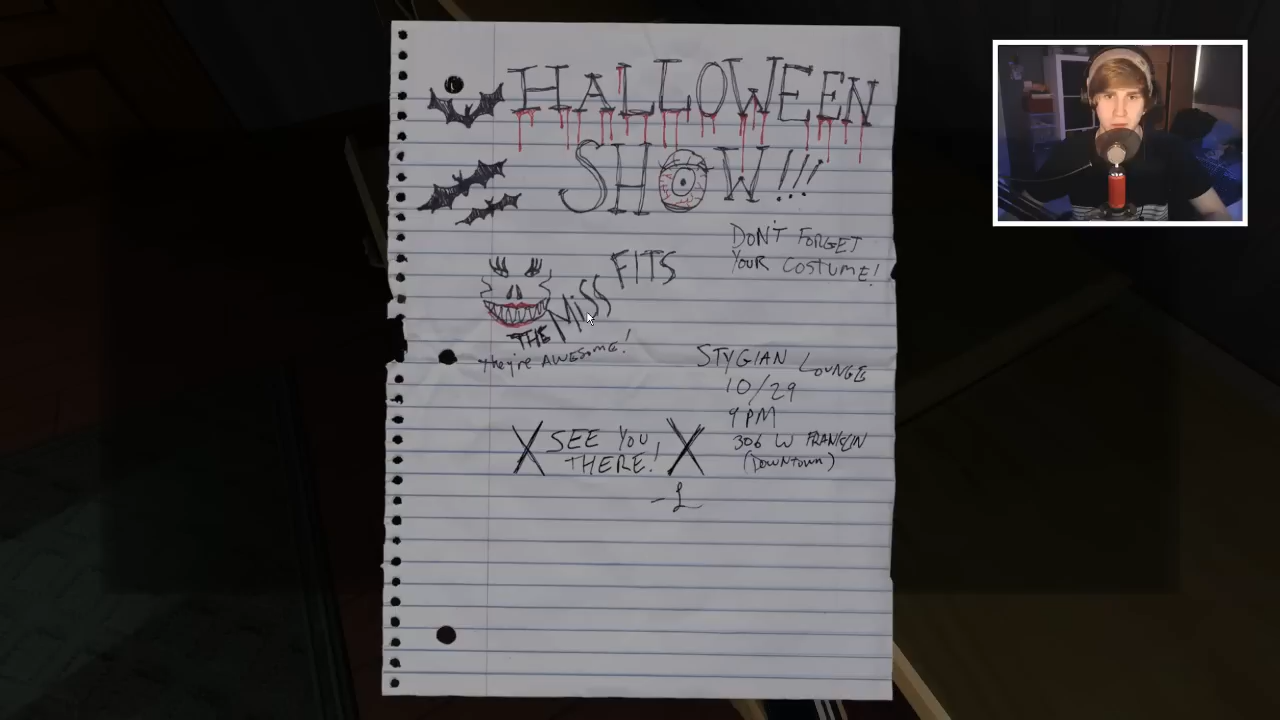 HALLOWEEN
SHOW!!!
DON'T FORGET
YOUR COSTUME!
THE MISS FITS
they're AWESOME!
STYGIAN LOUNGE
10/29
9PM
306 W FRANKLIN
(DOWNTOWN)
X SEE YOU X
THERE!
-L